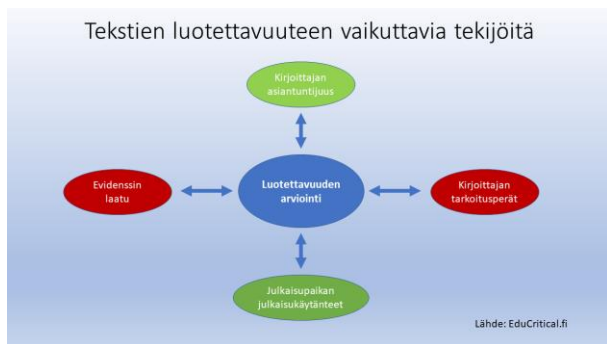 Tekstien luotettavuuteen vaikuttavia tekijöitä
Kirjoittajan
asiantuntijuus
Evidenssin
laatu
Luotettavuuden
arviointi
Kirjoittajan
tarkoitusperät
Julkaisupaikan
julkaisukäytänteet
Lähde: EduCritical.fi